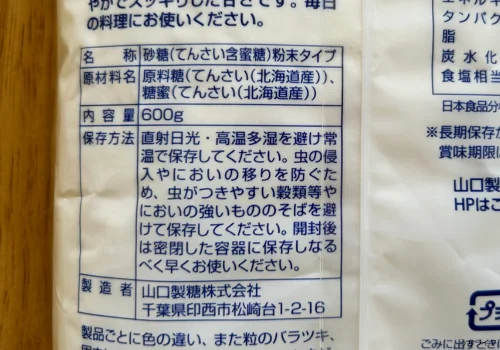 やかでスッキリした甘さです。毎日
の料理にお使いください。
名称 砂糖(てんさい含蜜糖)粉末タイプ
原材料名 原料糖(てんさい(北海道産))、
糖蜜(てんさい(北海道産))
内容量 600g
保存方法 直射日光・高温多湿を避け常
温で保存してください。虫の侵
入やにおいの移りを防ぐた
め、虫がつきやすい穀類等や
においの強いもののそばを避
けて保存してください。開封後
は密閉した容器に保存しなる
べく早くお使いください。
製造者 山口製糖株式会社
千葉県印西市松崎台1-2-16
製品ごとに色の違い、また粒のバラツキ、
タンパク
脂
炭水化
食塩相当
日本食品分
※長期保存か
賞味期限
山口製
HPはこ
プ
ごみに出すとき